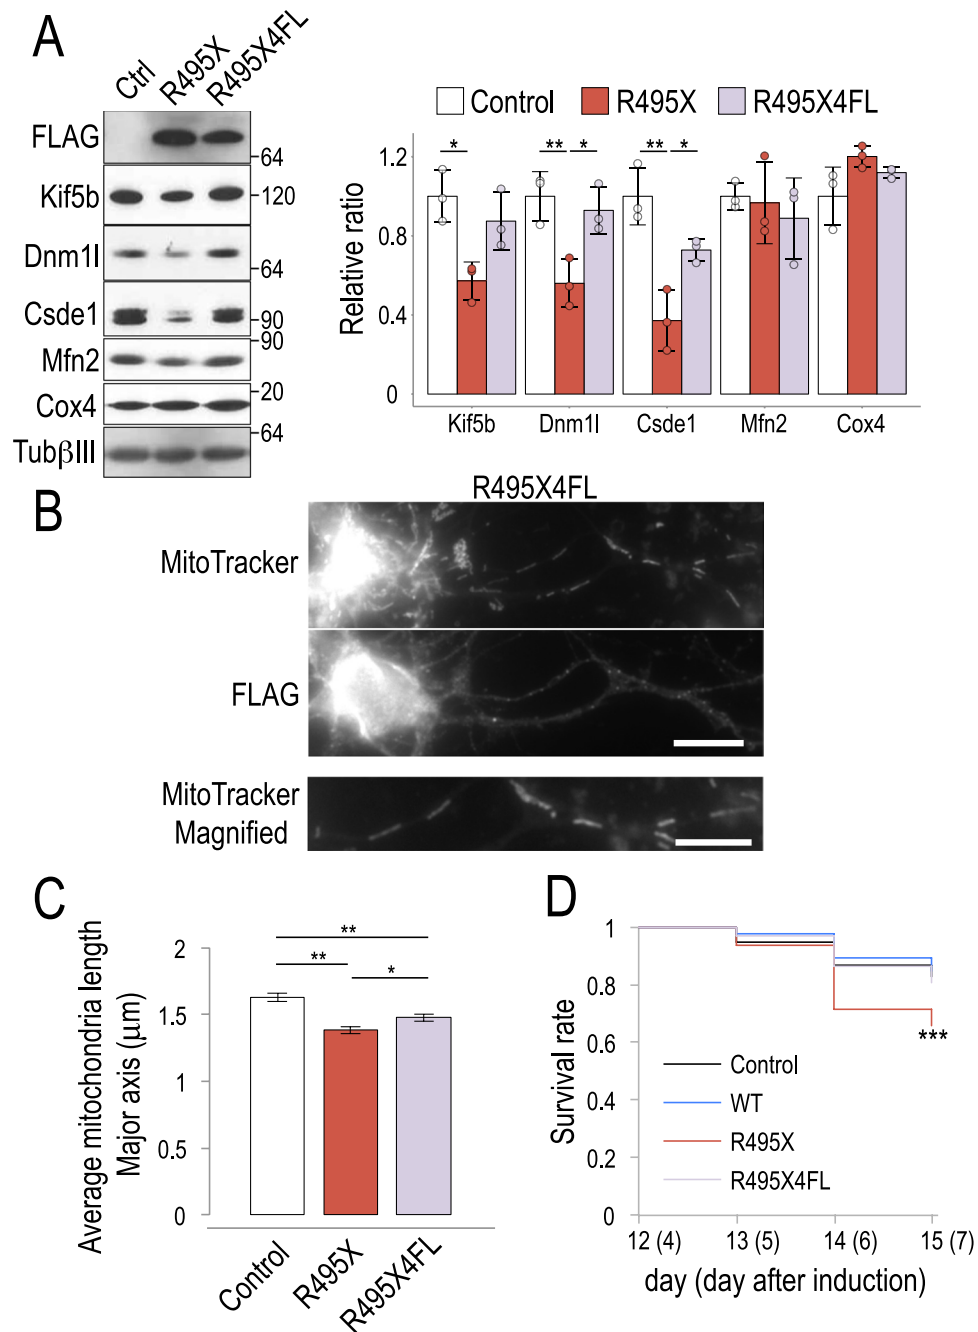 A
Ctrl
R495X
R495X4FL
FLAG
64
Kif5b
120
Dnm1l
64
Csde1
90
90
Mfn2
20
Cox4
64
TubβIII
Control
R495X
R495X4FL
Relative ratio
1.2
0.8
0.4
0
*
**
*
**
*
Kif5b
Dnm1l
Csde1
Mfn2
Cox4
B
R495X4FL
MitoTracker
FLAG
MitoTracker
Magnified
C
Average mitochondria length
Major axis (μm)
2
1.5
1
0.5
0
**
**
*
Control
R495X
R495X4FL
D
Survival rate
1
0.8
0.6
0.4
0.2
0
***
Control
WT
R495X
R495X4FL
12 (4)
13 (5)
14 (6)
15 (7)
day (day after induction)